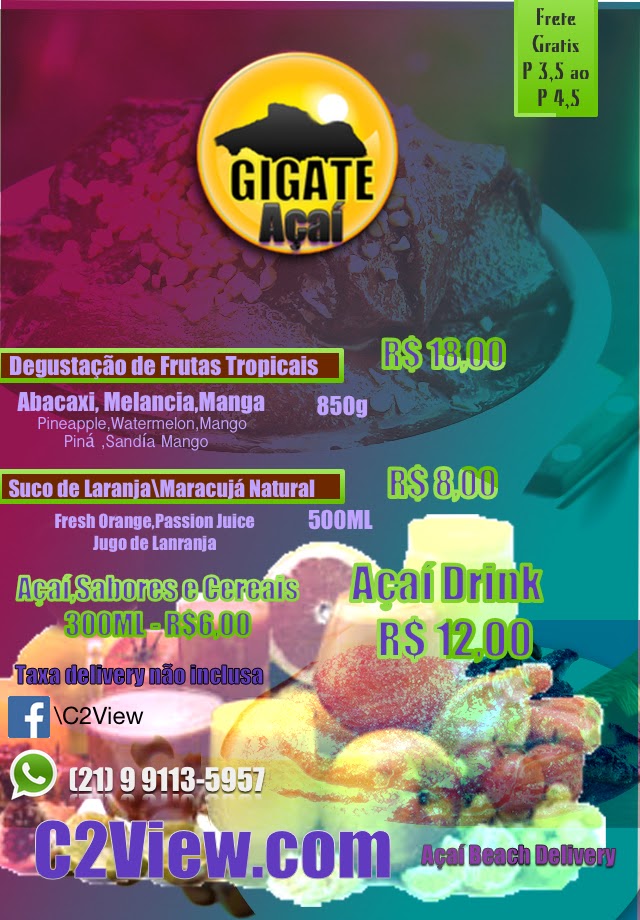 Frete
Gratis
P 3,5 ao
P 4,5
GIGATE
Açaí
Degustação de Frutas Tropicais
R$ 18,00
Abacaxi, Melancia,Manga
850g
Pineapple,Watermelon,Mango
Piná ,Sandía Mango
Suco de Laranja\Maracujá Natural
R$ 8,00
Fresh Orange,Passion Juice
500ML
Jugo de Lanranja
Açaí,Sabores e Cereais
300ML - R$6,00
Açaí Drink
R$ 12,00
Taxa delivery não inclusa
\C2View
(21) 9 9113-5957
C2View.com
Açaí Beach Delivery